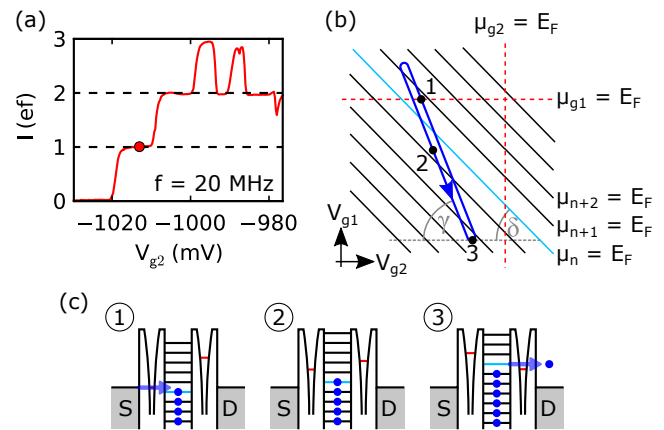 (a)
3
2
1
0
I (ef)
f = 20 MHz
-1020
-1000
-980
V_g2 (mV)
(b)
μ_g2 = E_F
1
μ_g1 = E_F
2
μ_n+2 = E_F
μ_n+1 = E_F
μ_n = E_F
γ
δ
3
V_g1
V_g2
(c)
1
2
3
S
D
S
D
S
D